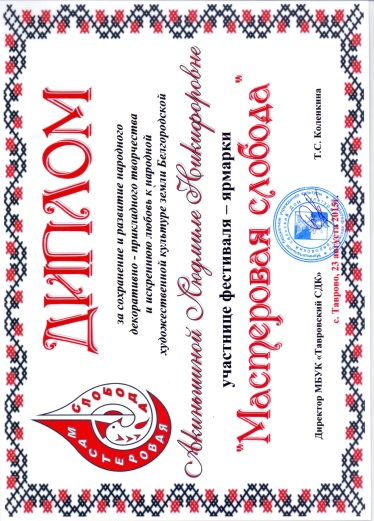 ДИПЛОМ
за сохранение и развитие народного
декоративно - прикладного творчества
и искреннюю любовь к народной
художественной культуре земли Белгородской
Акиньшиной Людмиле Никифоровне
участнице фестиваля – ярмарки
"Мастеровая слобода"
Директор МБУК «Тавровский СДК»
Т.С. Коленкина
с. Таврово, 23 августа 2015г.
МАСТЕРОВАЯ
СЛОБОДА